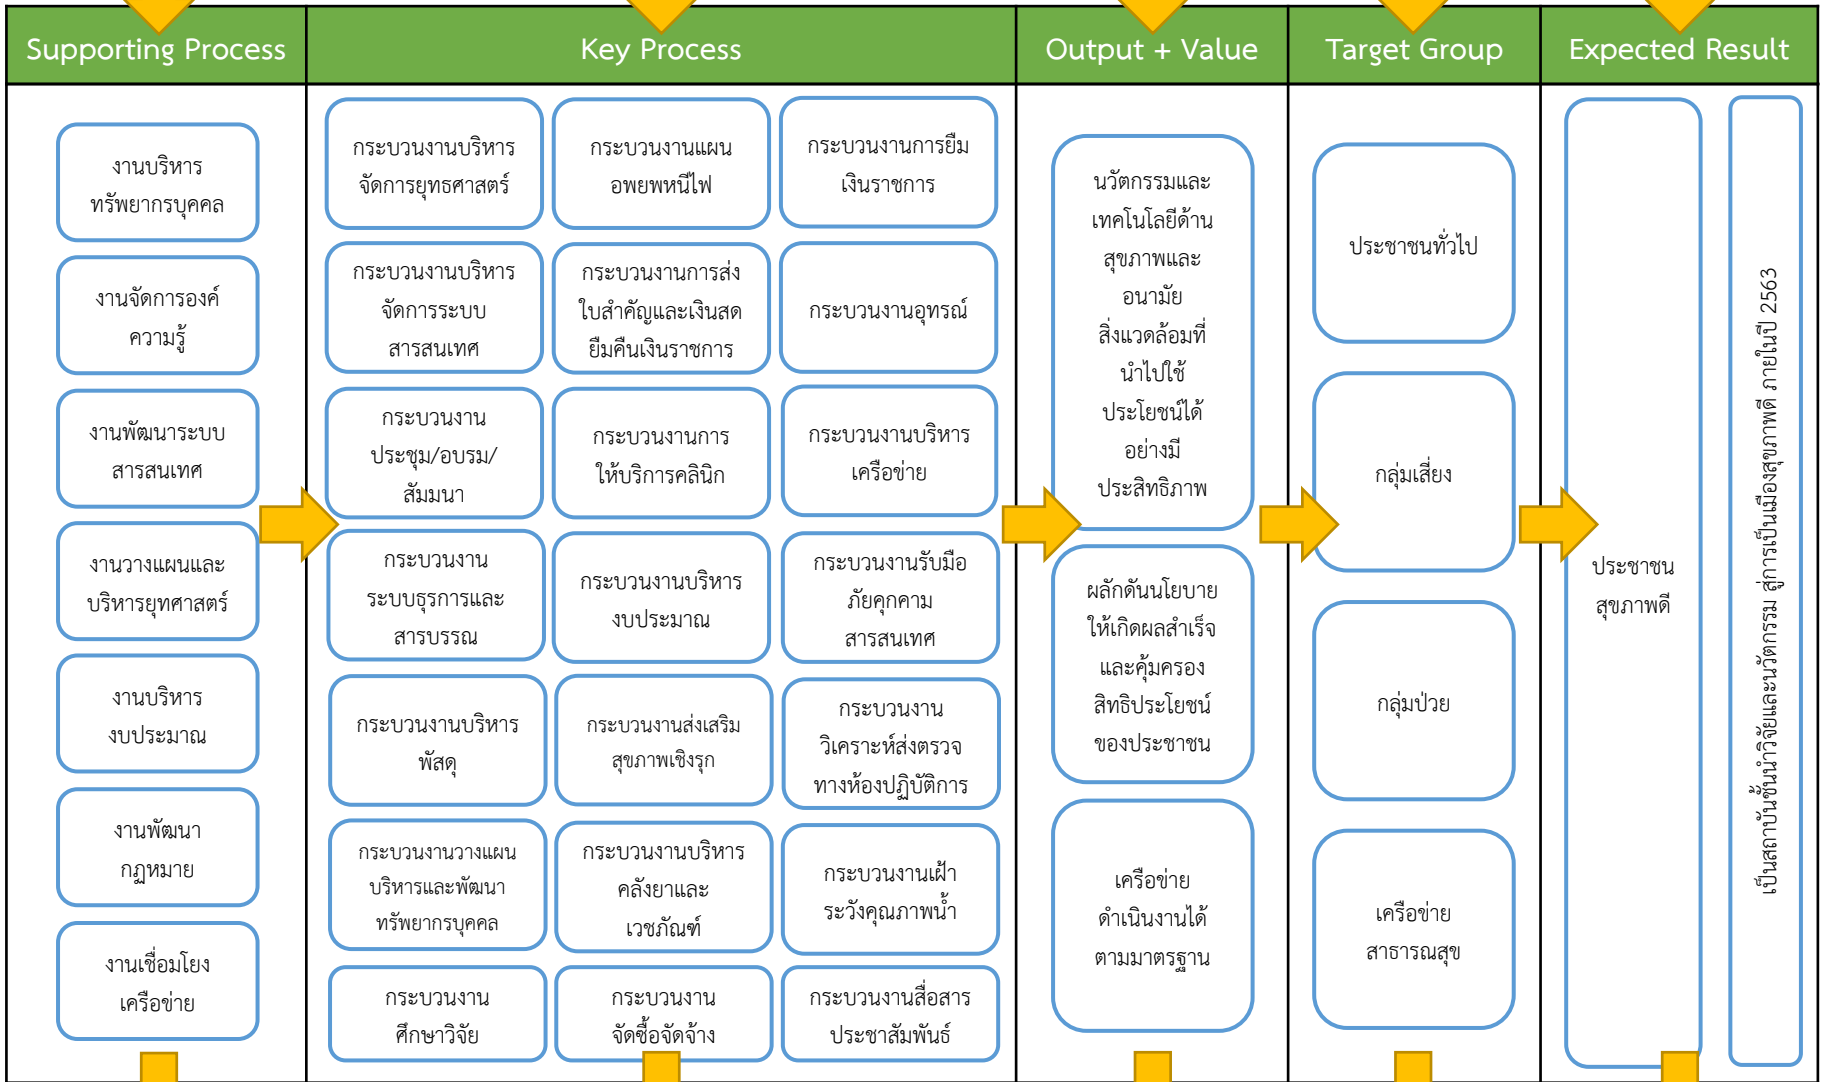 Supporting Process
Key Process
Output + Value
Target Group
Expected Result
งานบริหาร
ทรัพยากรบุคคล
งานจัดการองค์
ความรู้
งานพัฒนาระบบ
สารสนเทศ
งานวางแผนและ
บริหารยุทศาสตร์
งานบริหาร
งบประมาณ
งานพัฒนา
กฏหมาย
งานเชื่อมโยง
เครือข่าย
กระบวนงานบริหาร
จัดการยุทธศาสตร์
กระบวนงานแผน
อพยพหนีไฟ
กระบวนงานการยืม
เงินราชการ
กระบวนงานบริหาร
จัดการระบบ
สารสนเทศ
กระบวนงานการส่ง
ใบสำคัญและเงินสด
ยืมคืนเงินราชการ
กระบวนงานอุทรณ์
กระบวนงาน
ประชุม/อบรม/
สัมมนา
กระบวนงานการ
ให้บริการคลินิก
กระบวนงานบริหาร
เครือข่าย
กระบวนงาน
ระบบธุรการและ
สารบรรณ
กระบวนงานบริหาร
งบประมาณ
กระบวนงานรับมือ
ภัยคุกคาม
สารสนเทศ
กระบวนงานบริหาร
พัสดุ
กระบวนงานส่งเสริม
สุขภาพเชิงรุก
กระบวนงาน
วิเคราะห์ส่งตรวจ
ทางห้องปฏิบัติการ
กระบวนงานวางแผน
บริหารและพัฒนา
ทรัพยากรบุคคล
กระบวนงานบริหาร
คลังยาและ
เวชภัณฑ์
กระบวนงานเฝ้า
ระวังคุณภาพน้ำ
กระบวนงาน
ศึกษาวิจัย
กระบวนงาน
จัดซื้อจัดจ้าง
กระบวนงานสื่อสาร
ประชาสัมพันธ์
นวัตกรรมและ
เทคโนโลยีด้าน
สุขภาพและ
อนามัย
สิ่งแวดล้อมที่
นำไปใช้
ประโยชน์ได้
อย่างมี
ประสิทธิภาพ
ผลักดันนโยบาย
ให้เกิดผลสำเร็จ
และคุ้มครอง
สิทธิประโยชน์
ของประชาชน
เครือข่าย
ดำเนินงานได้
ตามมาตรฐาน
ประชาชนทั่วไป
กลุ่มเสี่ยง
กลุ่มป่วย
เครือข่าย
สาธารณสุข
ประชาชน
สุขภาพดี
เป็นสถาบันชั้นนำวิจัยและนวัตกรรม สู่การเป็นเมืองสุขภาพดี ภายในปี 2563